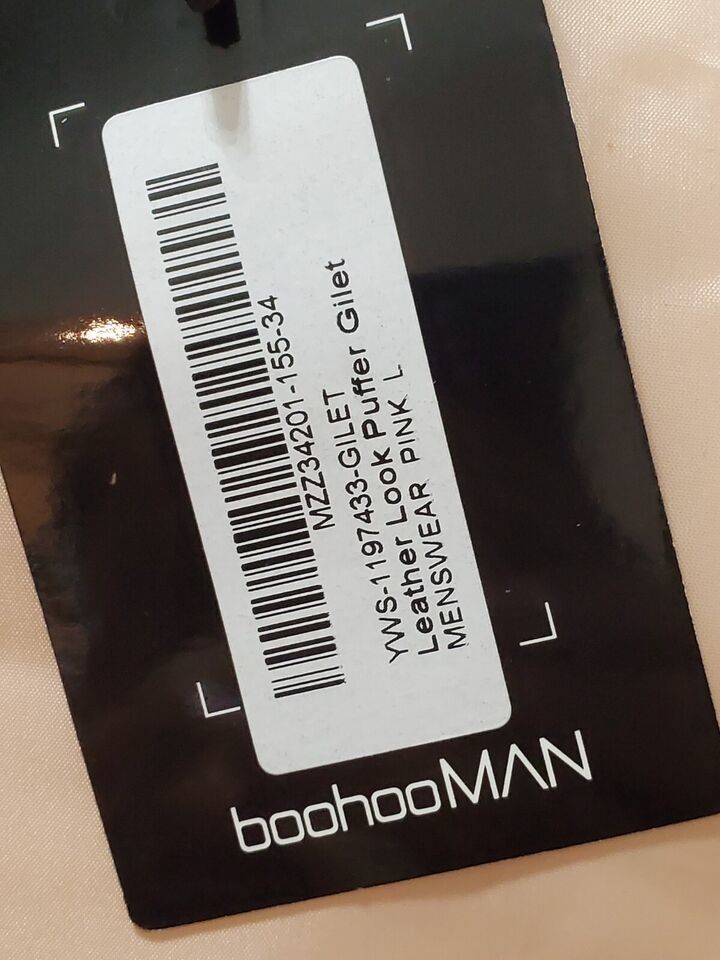 MZZ34201-155-34
YWS-1197433-GILET
Leather Look Puffer Gilet
MENSWEAR PINK L
boohooMAN